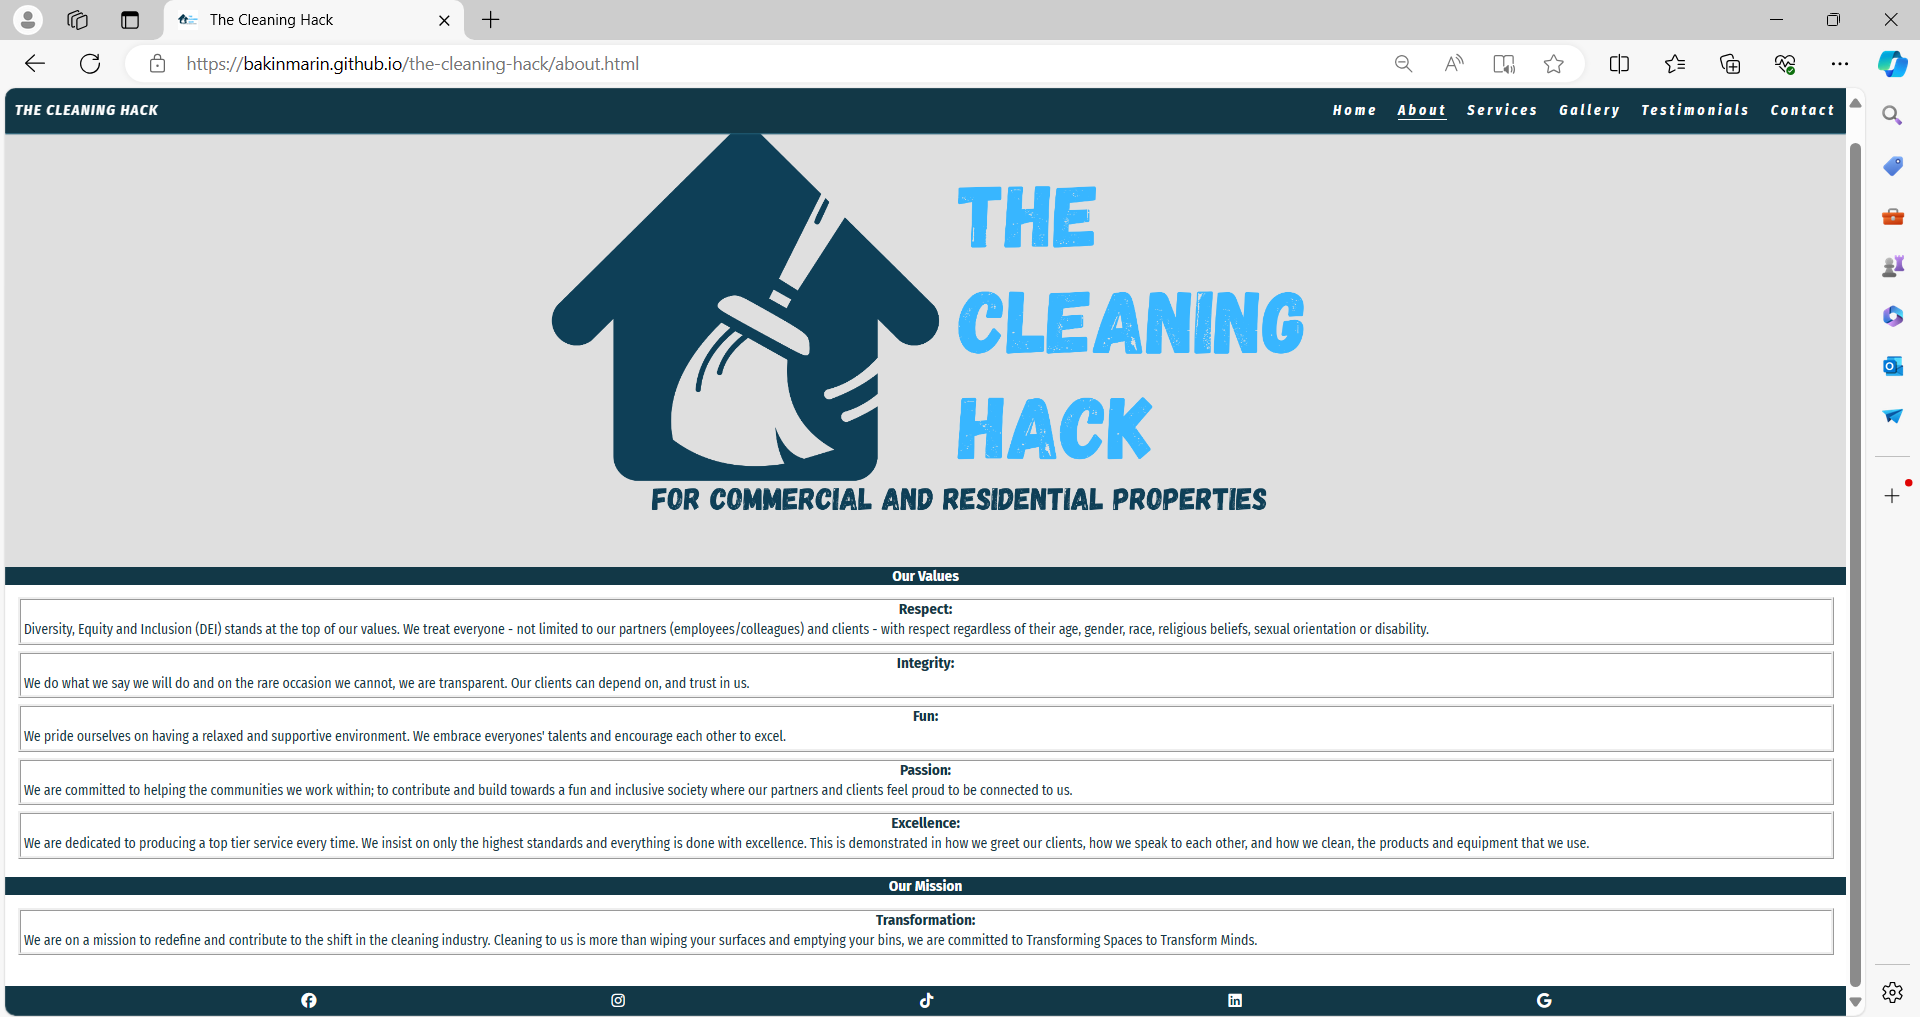 The Cleaning Hack
https://bakinmarin.github.io/the-cleaning-hack/about.html
THE CLEANING HACK
Home About Services Gallery Testimonials Contact
THE
CLEANING
HACK
FOR COMMERCIAL AND RESIDENTIAL PROPERTIES
Our Values
Respect:
Diversity, Equity and Inclusion (DEI) stands at the top of our values. We treat everyone - not limited to our partners (employees/colleagues) and clients - with respect regardless of their age, gender, race, religious beliefs, sexual orientation or disability.
Integrity:
We do what we say we will do and on the rare occasion we cannot, we are transparent. Our clients can depend on, and trust in us.
Fun:
We pride ourselves on having a relaxed and supportive environment. We embrace everyones' talents and encourage each other to excel.
Passion:
We are committed to helping the communities we work within; to contribute and build towards a fun and inclusive society where our partners and clients feel proud to be connected to us.
Excellence:
We are dedicated to producing a top tier service every time. We insist on only the highest standards and everything is done with excellence. This is demonstrated in how we greet our clients, how we speak to each other, and how we clean, the products and equipment that we use.
Our Mission
Transformation:
We are on a mission to redefine and contribute to the shift in the cleaning industry. Cleaning to us is more than wiping your surfaces and emptying your bins, we are committed to Transforming Spaces to Transform Minds.